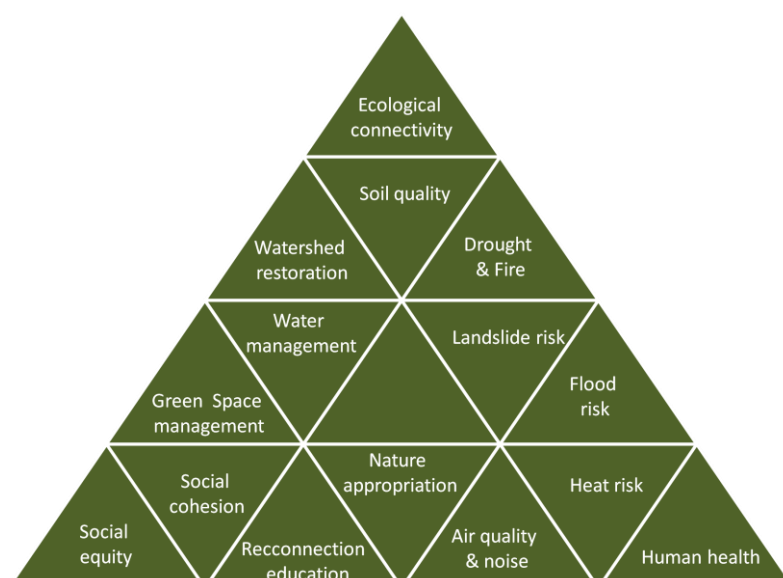 Ecological
connectivity
Soil quality
Watershed
restoration
Drought
& Fire
Water
management
Landslide risk
Green Space
management
Flood
risk
Social
cohesion
Nature
appropriation
Heat risk
Social
equity
Recconnection
education
Air quality
& noise
Human health